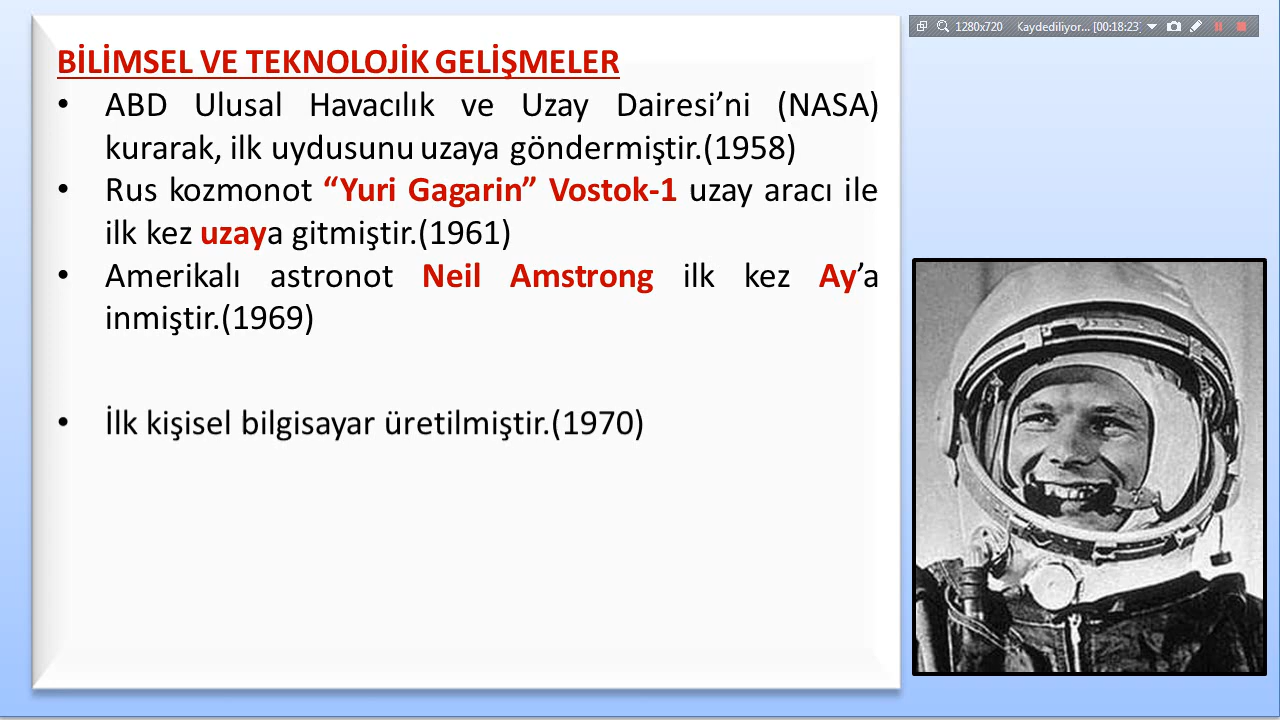 BİLİMSEL VE TEKNOLOJİK GELİŞMELER
• ABD Ulusal Havacılık ve Uzay Dairesi’ni (NASA)
kurarak, ilk uydusunu uzaya göndermiştir.(1958)
• Rus kozmonot “Yuri Gagarin” Vostok-1 uzay aracı ile
ilk kez uzaya gitmiştir.(1961)
• Amerikalı astronot Neil Amstrong ilk kez Ay’a
inmiştir.(1969)
• İlk kişisel bilgisayar üretilmiştir.(1970)
1280x720 Kaydediliyor... [00:18:23]